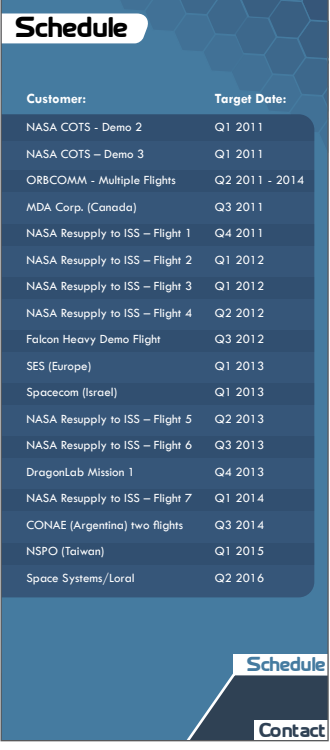 Schedule
Customer: Target Date:
NASA COTS - Demo 2 Q1 2011
NASA COTS – Demo 3 Q1 2011
ORBCOMM - Multiple Flights Q2 2011 - 2014
MDA Corp. (Canada) Q3 2011
NASA Resupply to ISS – Flight 1 Q4 2011
NASA Resupply to ISS – Flight 2 Q1 2012
NASA Resupply to ISS – Flight 3 Q1 2012
NASA Resupply to ISS – Flight 4 Q2 2012
Falcon Heavy Demo Flight Q3 2012
SES (Europe) Q1 2013
Spacecom (Israel) Q1 2013
NASA Resupply to ISS – Flight 5 Q2 2013
NASA Resupply to ISS – Flight 6 Q3 2013
DragonLab Mission 1 Q4 2013
NASA Resupply to ISS – Flight 7 Q1 2014
CONAE (Argentina) two flights Q3 2014
NSPO (Taiwan) Q1 2015
Space Systems/Loral Q2 2016
Schedule
Contact